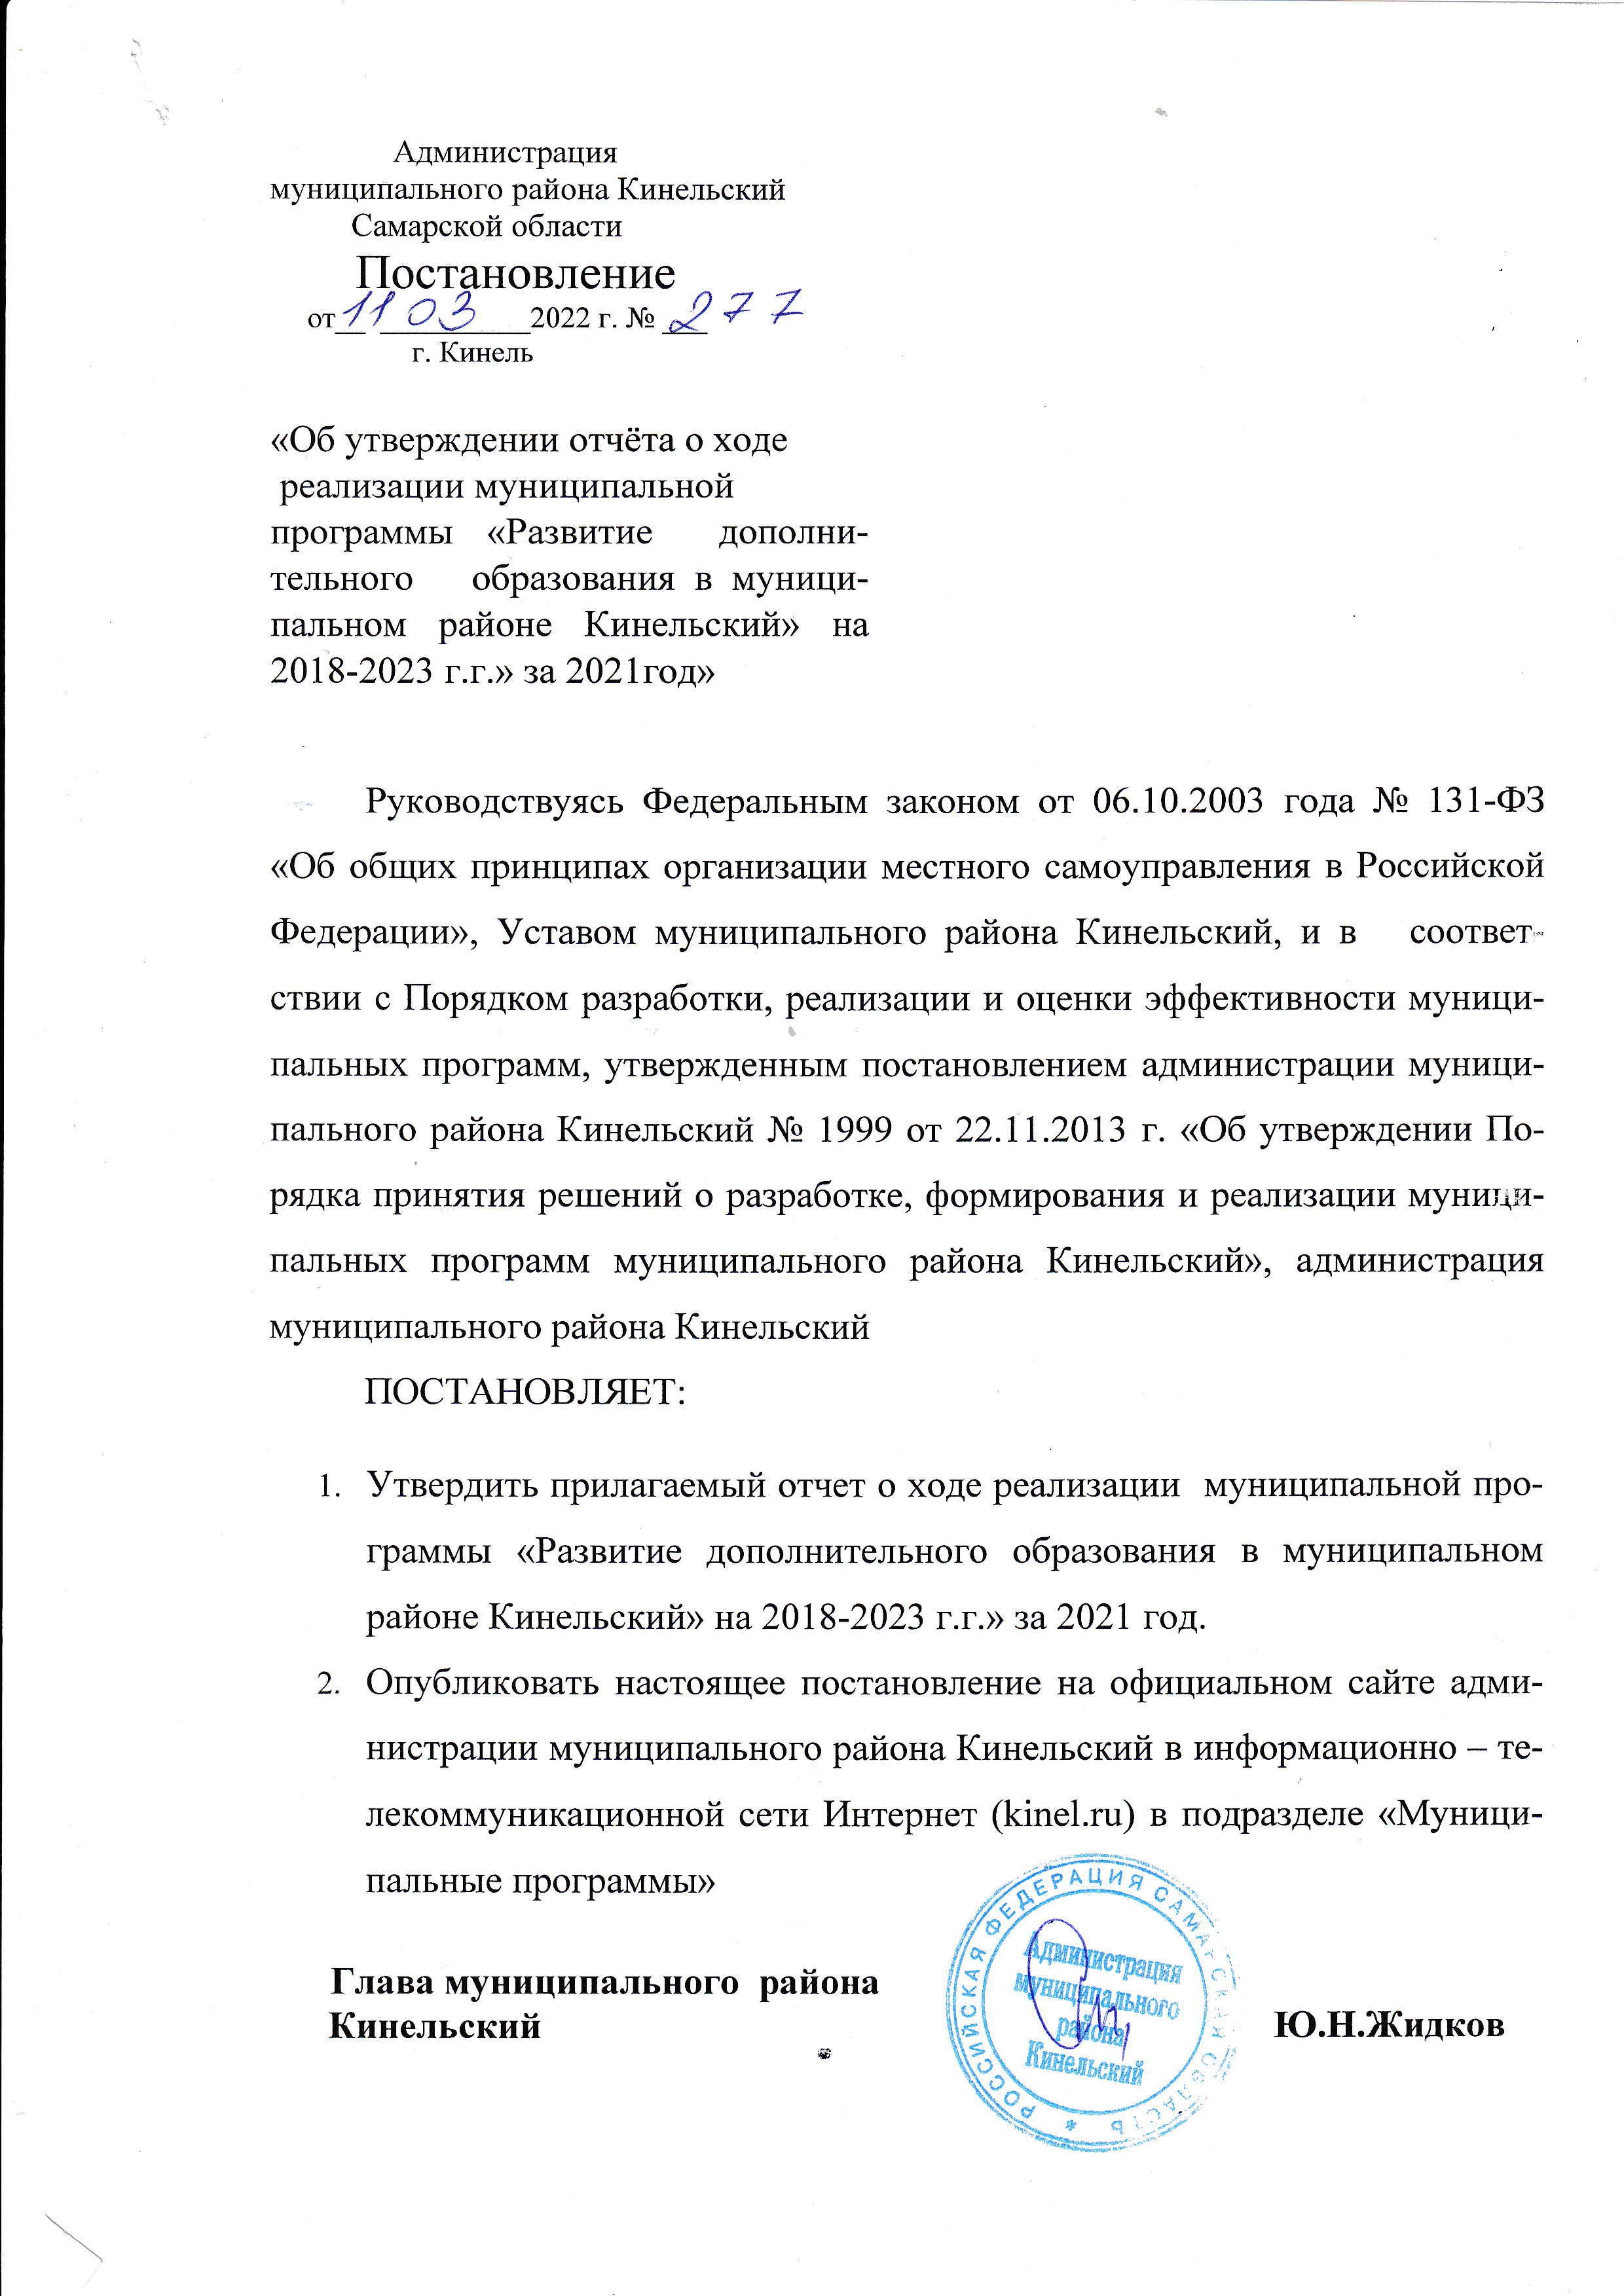 Администрация
муниципального района Кинельский
Самарской области
Постановление
от 11 03 2022 г. № 277
г. Кинель
«Об утверждении отчёта о ходе
реализации муниципальной
программы «Развитие дополни-
тельного образования в муници-
пальном районе Кинельский» на
2018-2023 г.г.» за 2021год»
Руководствуясь Федеральным законом от 06.10.2003 года № 131-ФЗ
«Об общих принципах организации местного самоуправления в Российской
Федерации», Уставом муниципального района Кинельский, и в соответ-
ствии с Порядком разработки, реализации и оценки эффективности муници-
пальных программ, утвержденным постановлением администрации муници-
пального района Кинельский № 1999 от 22.11.2013 г. «Об утверждении По-
рядка принятия решений о разработке, формирования и реализации муници-
пальных программ муниципального района Кинельский», администрация
муниципального района Кинельский
ПОСТАНОВЛЯЕТ:
1. Утвердить прилагаемый отчет о ходе реализации муниципальной про-
граммы «Развитие дополнительного образования в муниципальном
районе Кинельский» на 2018-2023 г.г.» за 2021 год.
2. Опубликовать настоящее постановление на официальном сайте адми-
нистрации муниципального района Кинельский в информационно – те-
лекоммуникационной сети Интернет (kinel.ru) в подразделе «Муници-
пальные программы»
Глава муниципального района
Кинельский Ю.Н.Жидков
РОССИЙСКАЯ ФЕДЕРАЦИЯ САМАРСКАЯ ОБЛАСТЬ *
Администрация
муниципального
района
Кинельский